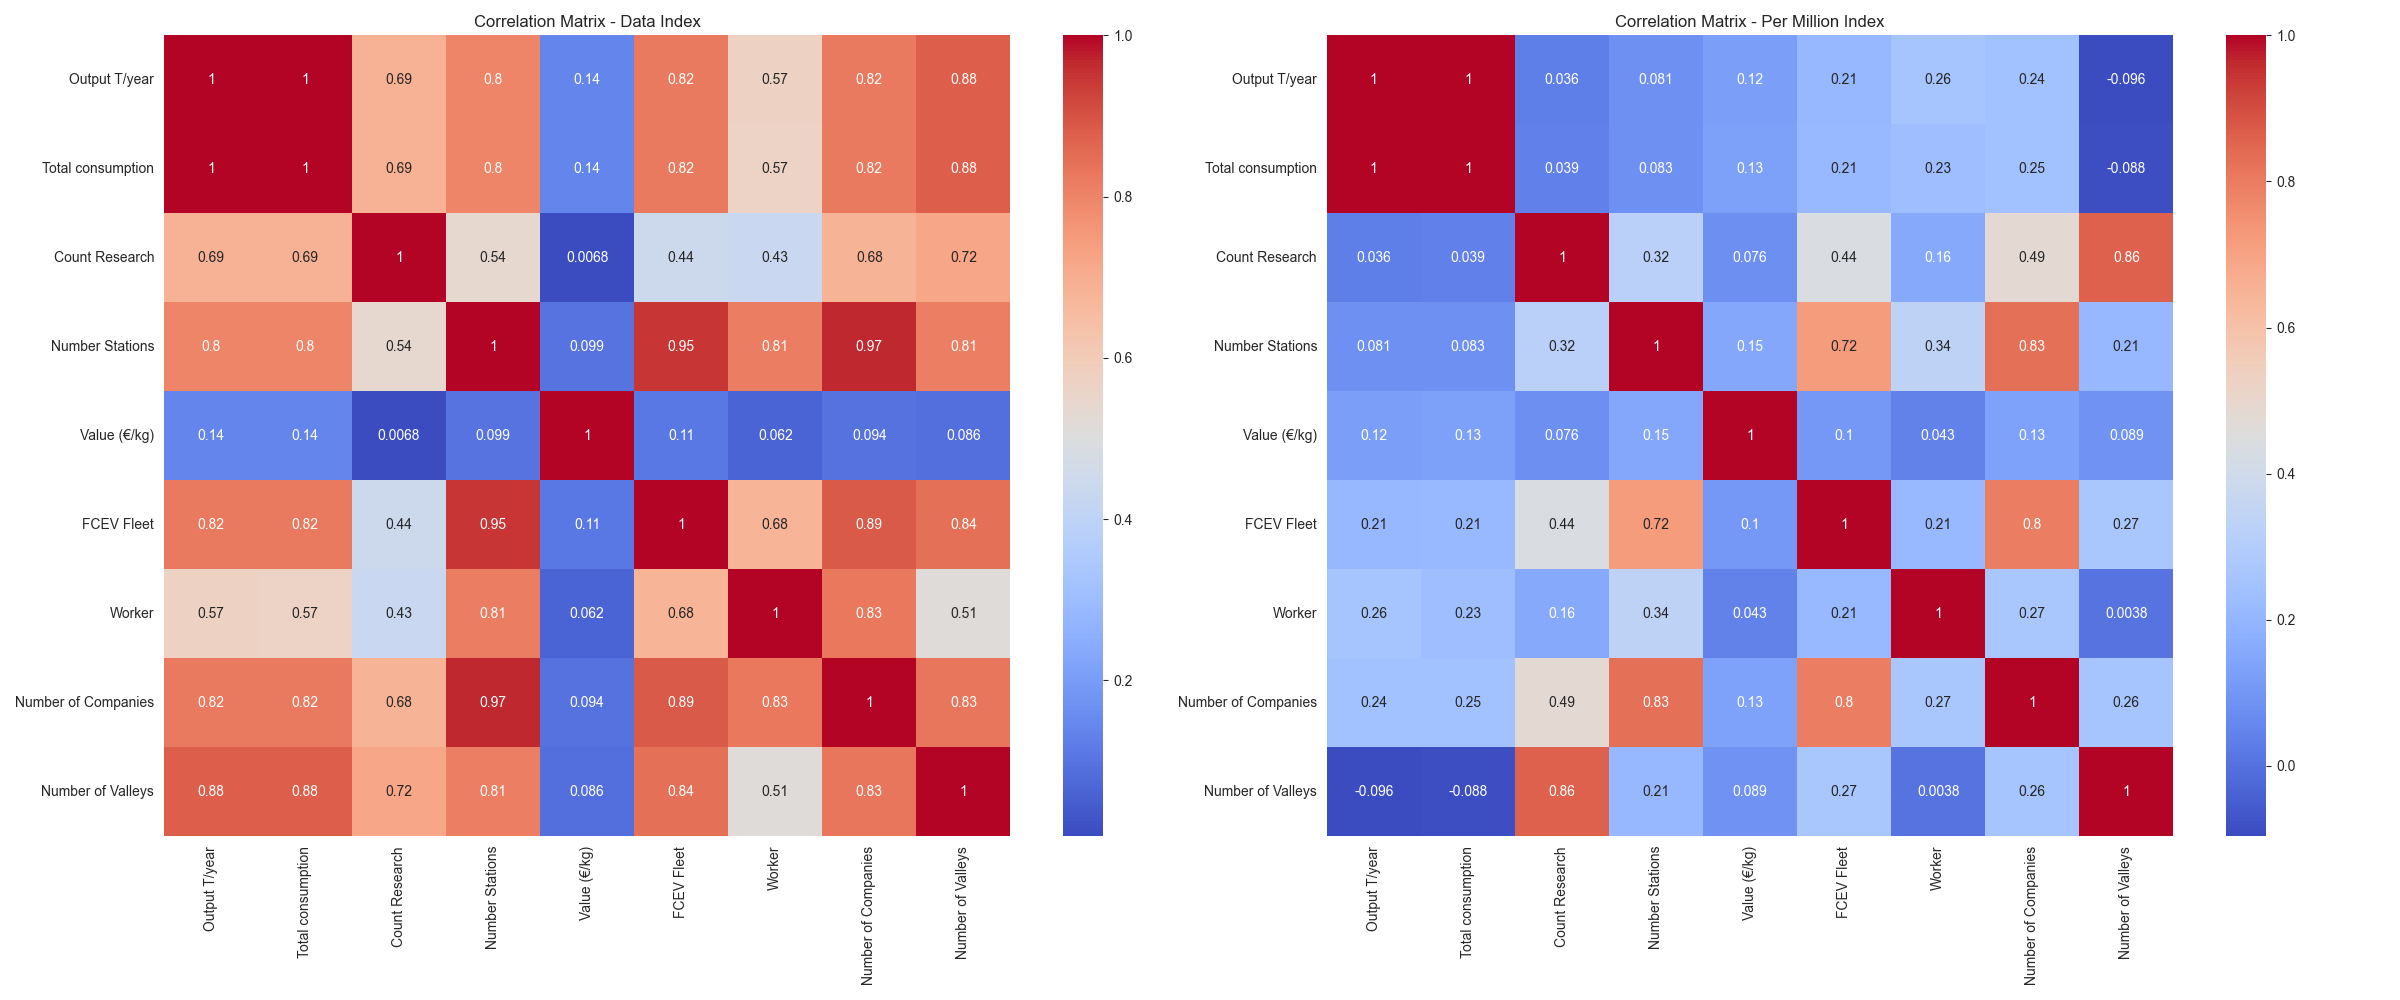 Correlation Matrix - Data Index
Output T/year 1 1 0.69 0.8 0.14 0.82 0.57 0.82 0.88
Total consumption 1 1 0.69 0.8 0.14 0.82 0.57 0.82 0.88
Count Research 0.69 0.69 1 0.54 0.0068 0.44 0.43 0.68 0.72
Number Stations 0.8 0.8 0.54 1 0.099 0.95 0.81 0.97 0.81
Value (€/kg) 0.14 0.14 0.0068 0.099 1 0.11 0.062 0.094 0.086
FCEV Fleet 0.82 0.82 0.44 0.95 0.11 1 0.68 0.89 0.84
Worker 0.57 0.57 0.43 0.81 0.062 0.68 1 0.83 0.51
Number of Companies 0.82 0.82 0.68 0.97 0.094 0.89 0.83 1 0.83
Number of Valleys 0.88 0.88 0.72 0.81 0.086 0.84 0.51 0.83 1
Output T/year
Total consumption
Count Research
Number Stations
Value (€/kg)
FCEV Fleet
Worker
Number of Companies
Number of Valleys
1.0
0.8
0.6
0.4
0.2
Correlation Matrix - Per Million Index
Output T/year 1 1 0.036 0.081 0.12 0.21 0.26 0.24 -0.096
Total consumption 1 1 0.039 0.083 0.13 0.21 0.23 0.25 -0.088
Count Research 0.036 0.039 1 0.32 0.076 0.44 0.16 0.49 0.86
Number Stations 0.081 0.083 0.32 1 0.15 0.72 0.34 0.83 0.21
Value (€/kg) 0.12 0.13 0.076 0.15 1 0.1 0.043 0.13 0.089
FCEV Fleet 0.21 0.21 0.44 0.72 0.1 1 0.21 0.8 0.27
Worker 0.26 0.23 0.16 0.34 0.043 0.21 1 0.27 0.0038
Number of Companies 0.24 0.25 0.49 0.83 0.13 0.8 0.27 1 0.26
Number of Valleys -0.096 -0.088 0.86 0.21 0.089 0.27 0.0038 0.26 1
Output T/year
Total consumption
Count Research
Number Stations
Value (€/kg)
FCEV Fleet
Worker
Number of Companies
Number of Valleys
1.0
0.8
0.6
0.4
0.2
0.0